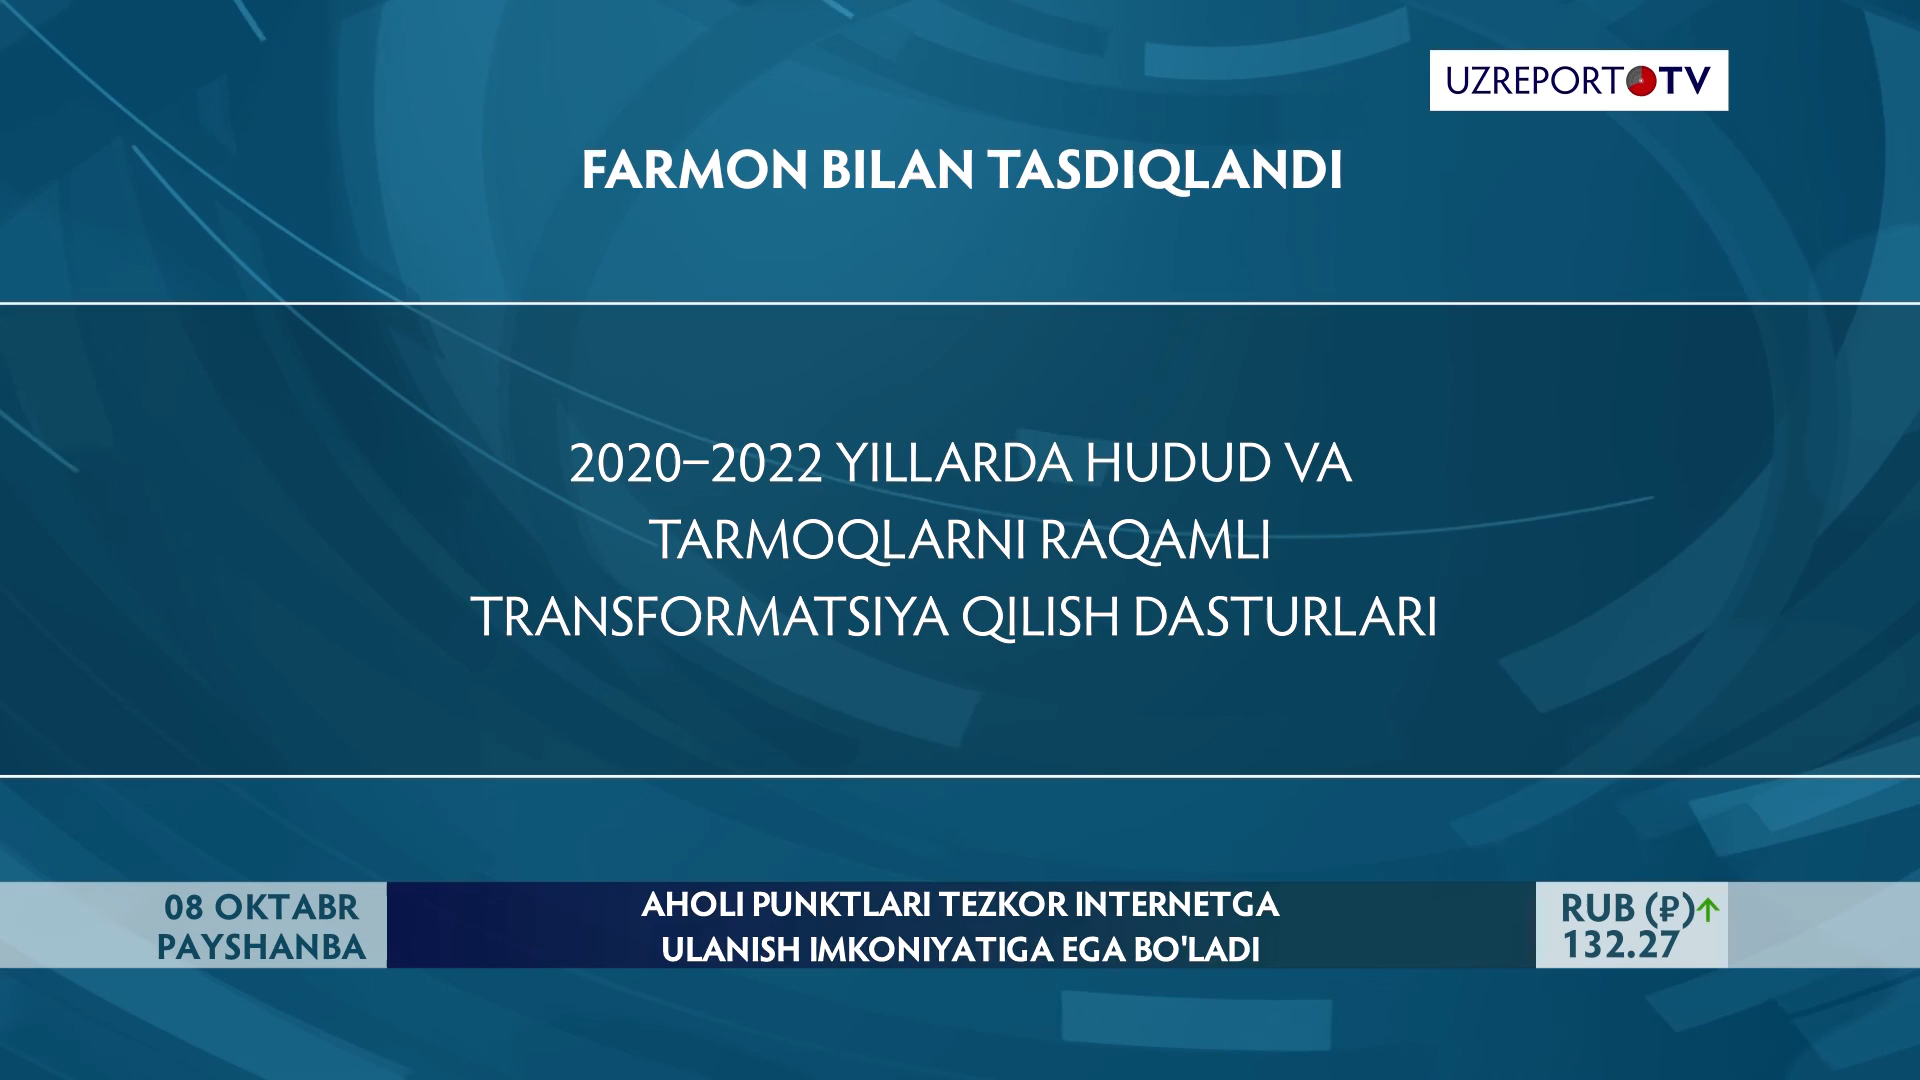 UZREPORT TV
FARMON BILAN TASDIQLANDI
2020–2022 YILLARDA HUDUD VA
TARMOQLARNI RAQAMLI
TRANSFORMATSIYA QILISH DASTURLARI
08 OKTABR
PAYSHANBA
AHOLI PUNKTLARI TEZKOR INTERNETGA
ULANISH IMKONIYATIGA EGA BO'LADI
RUB (₽)↑
132.27